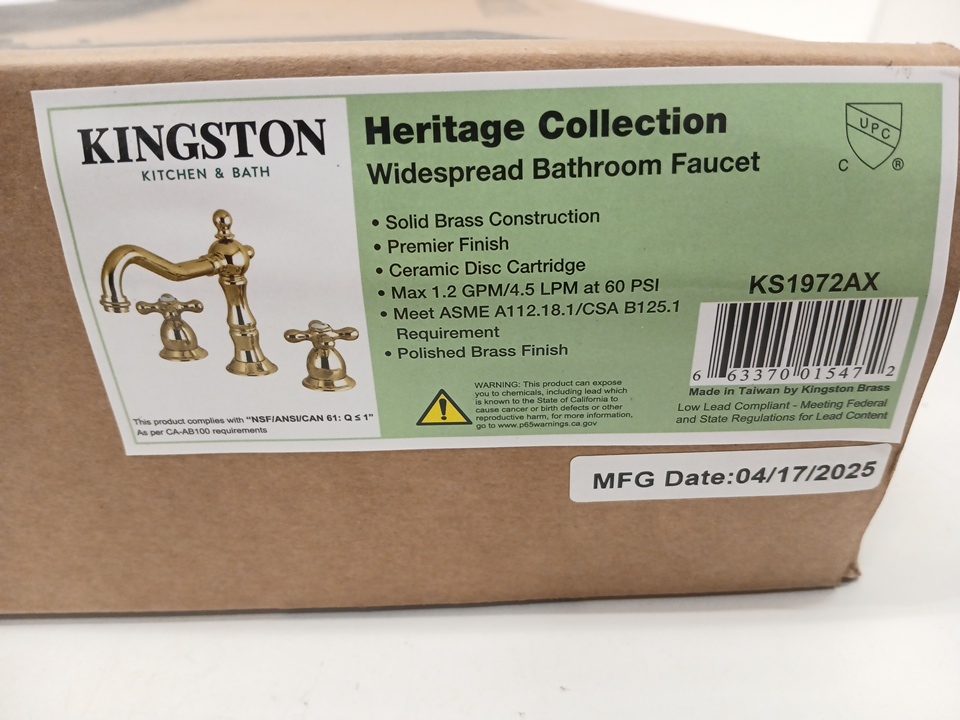 KINGSTON
KITCHEN & BATH
This product complies with "NSF/ANSI/CAN 61: Q ≤ 1"
As per CA-AB100 requirements
Heritage Collection
Widespread Bathroom Faucet
• Solid Brass Construction
• Premier Finish
• Ceramic Disc Cartridge
• Max 1.2 GPM/4.5 LPM at 60 PSI
• Meet ASME A112.18.1/CSA B125.1
Requirement
• Polished Brass Finish
WARNING: This product can expose
you to chemicals, including lead which
is known to the State of California to
cause cancer or birth defects or other
reproductive harm, for more information,
go to www.p65warnings.ca.gov
UPC
C ®
KS1972AX
6 63370 01547 2
Made in Taiwan by Kingston Brass
Low Lead Compliant - Meeting Federal
and State Regulations for Lead Content
MFG Date:04/17/2025